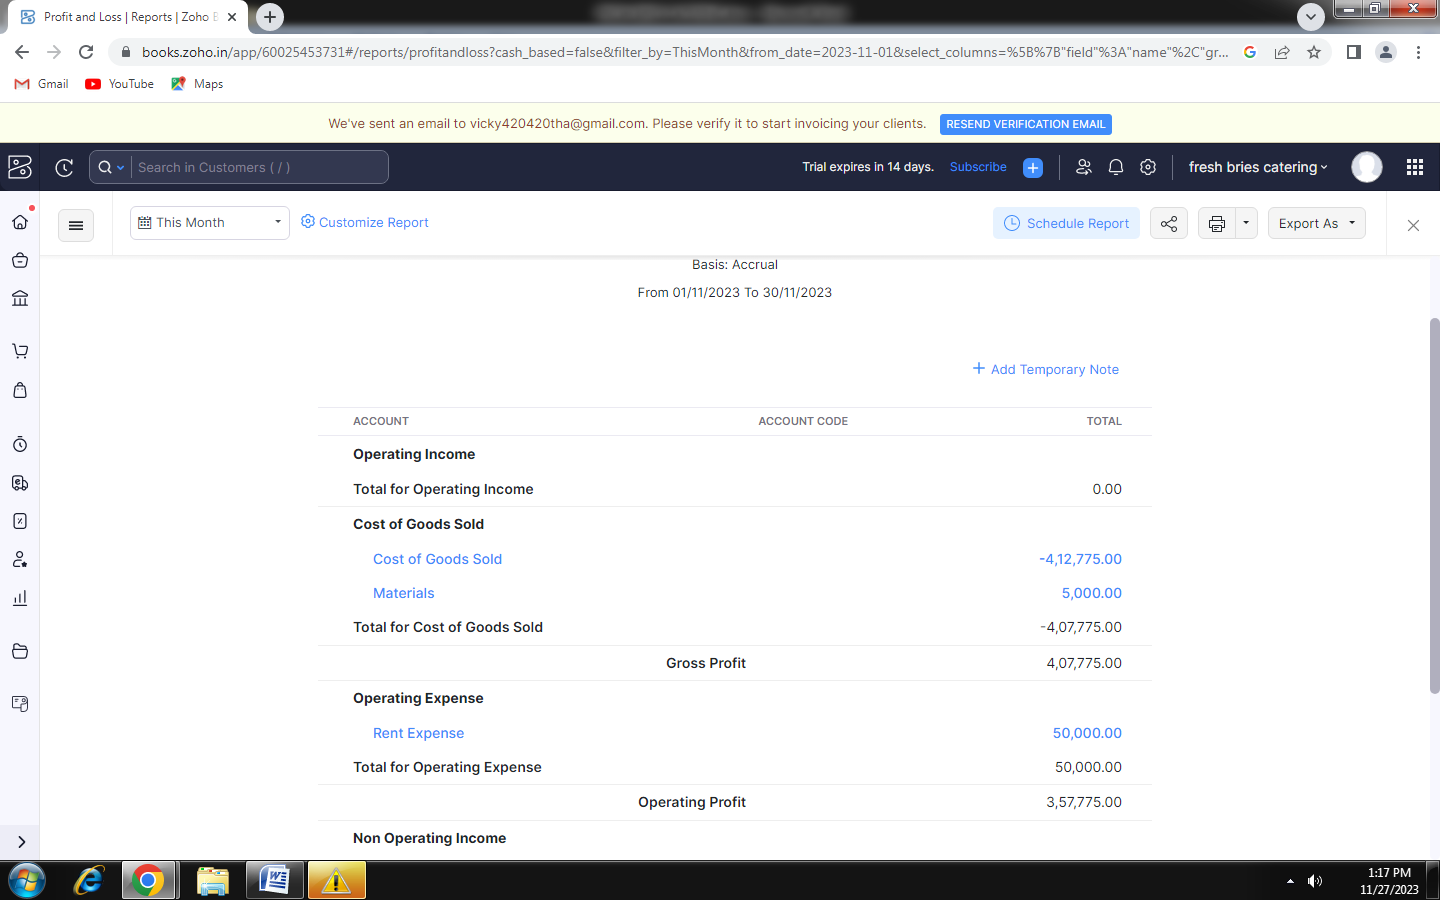 Profit and Loss | Reports | Zoho B
books.zoho.in/app/60025453731#/reports/profitandloss?cash_based=false&filter_by=ThisMonth&from_date=2023-11-01&select_columns=%5B%7B"field"%3A"name"%2C"gr...
Gmail YouTube Maps
We've sent an email to vicky420420tha@gmail.com. Please verify it to start invoicing your clients. RESEND VERIFICATION EMAIL
Search in Customers ( / ) Trial expires in 14 days. Subscribe fresh bries catering
This Month Customize Report Schedule Report Export As
Basis: Accrual
From 01/11/2023 To 30/11/2023
+ Add Temporary Note
ACCOUNT ACCOUNT CODE TOTAL
Operating Income
Total for Operating Income 0.00
Cost of Goods Sold
Cost of Goods Sold -4,12,775.00
Materials 5,000.00
Total for Cost of Goods Sold -4,07,775.00
Gross Profit 4,07,775.00
Operating Expense
Rent Expense 50,000.00
Total for Operating Expense 50,000.00
Operating Profit 3,57,775.00
Non Operating Income
1:17 PM
11/27/2023